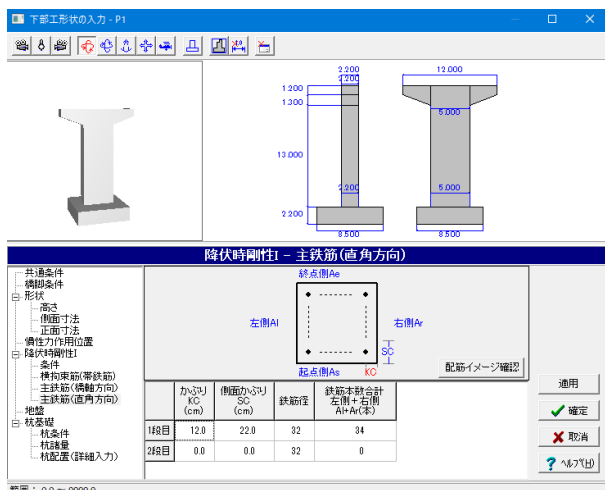 下部工形状の入力 - P1
2.200
2.200
12.000
1.200
1.300
5.000
13.000
2.200
5.000
2.200
8.500
8.500
降伏時剛性I - 主鉄筋(直角方向)
共通条件
橋脚条件
形状
高さ
側面寸法
正面寸法
慣性力作用位置
降伏時剛性I
条件
横拘束筋(帯鉄筋)
主鉄筋(橋軸方向)
主鉄筋(直角方向)
地盤
杭基礎
杭条件
杭諸量
杭配置(詳細入力)
終点側Ae
左側Al
右側Ar
SC
起点側As
KC
配筋イメージ確認
かぶり
KC
(cm)
側面かぶり
SC
(cm)
鉄筋径
鉄筋本数合計
左側+右側
Al+Ar(本)
1段目 12.0 22.0 32 34
2段目 0.0 0.0 32 0
適用
確定
取消
? ヘルプ(H)